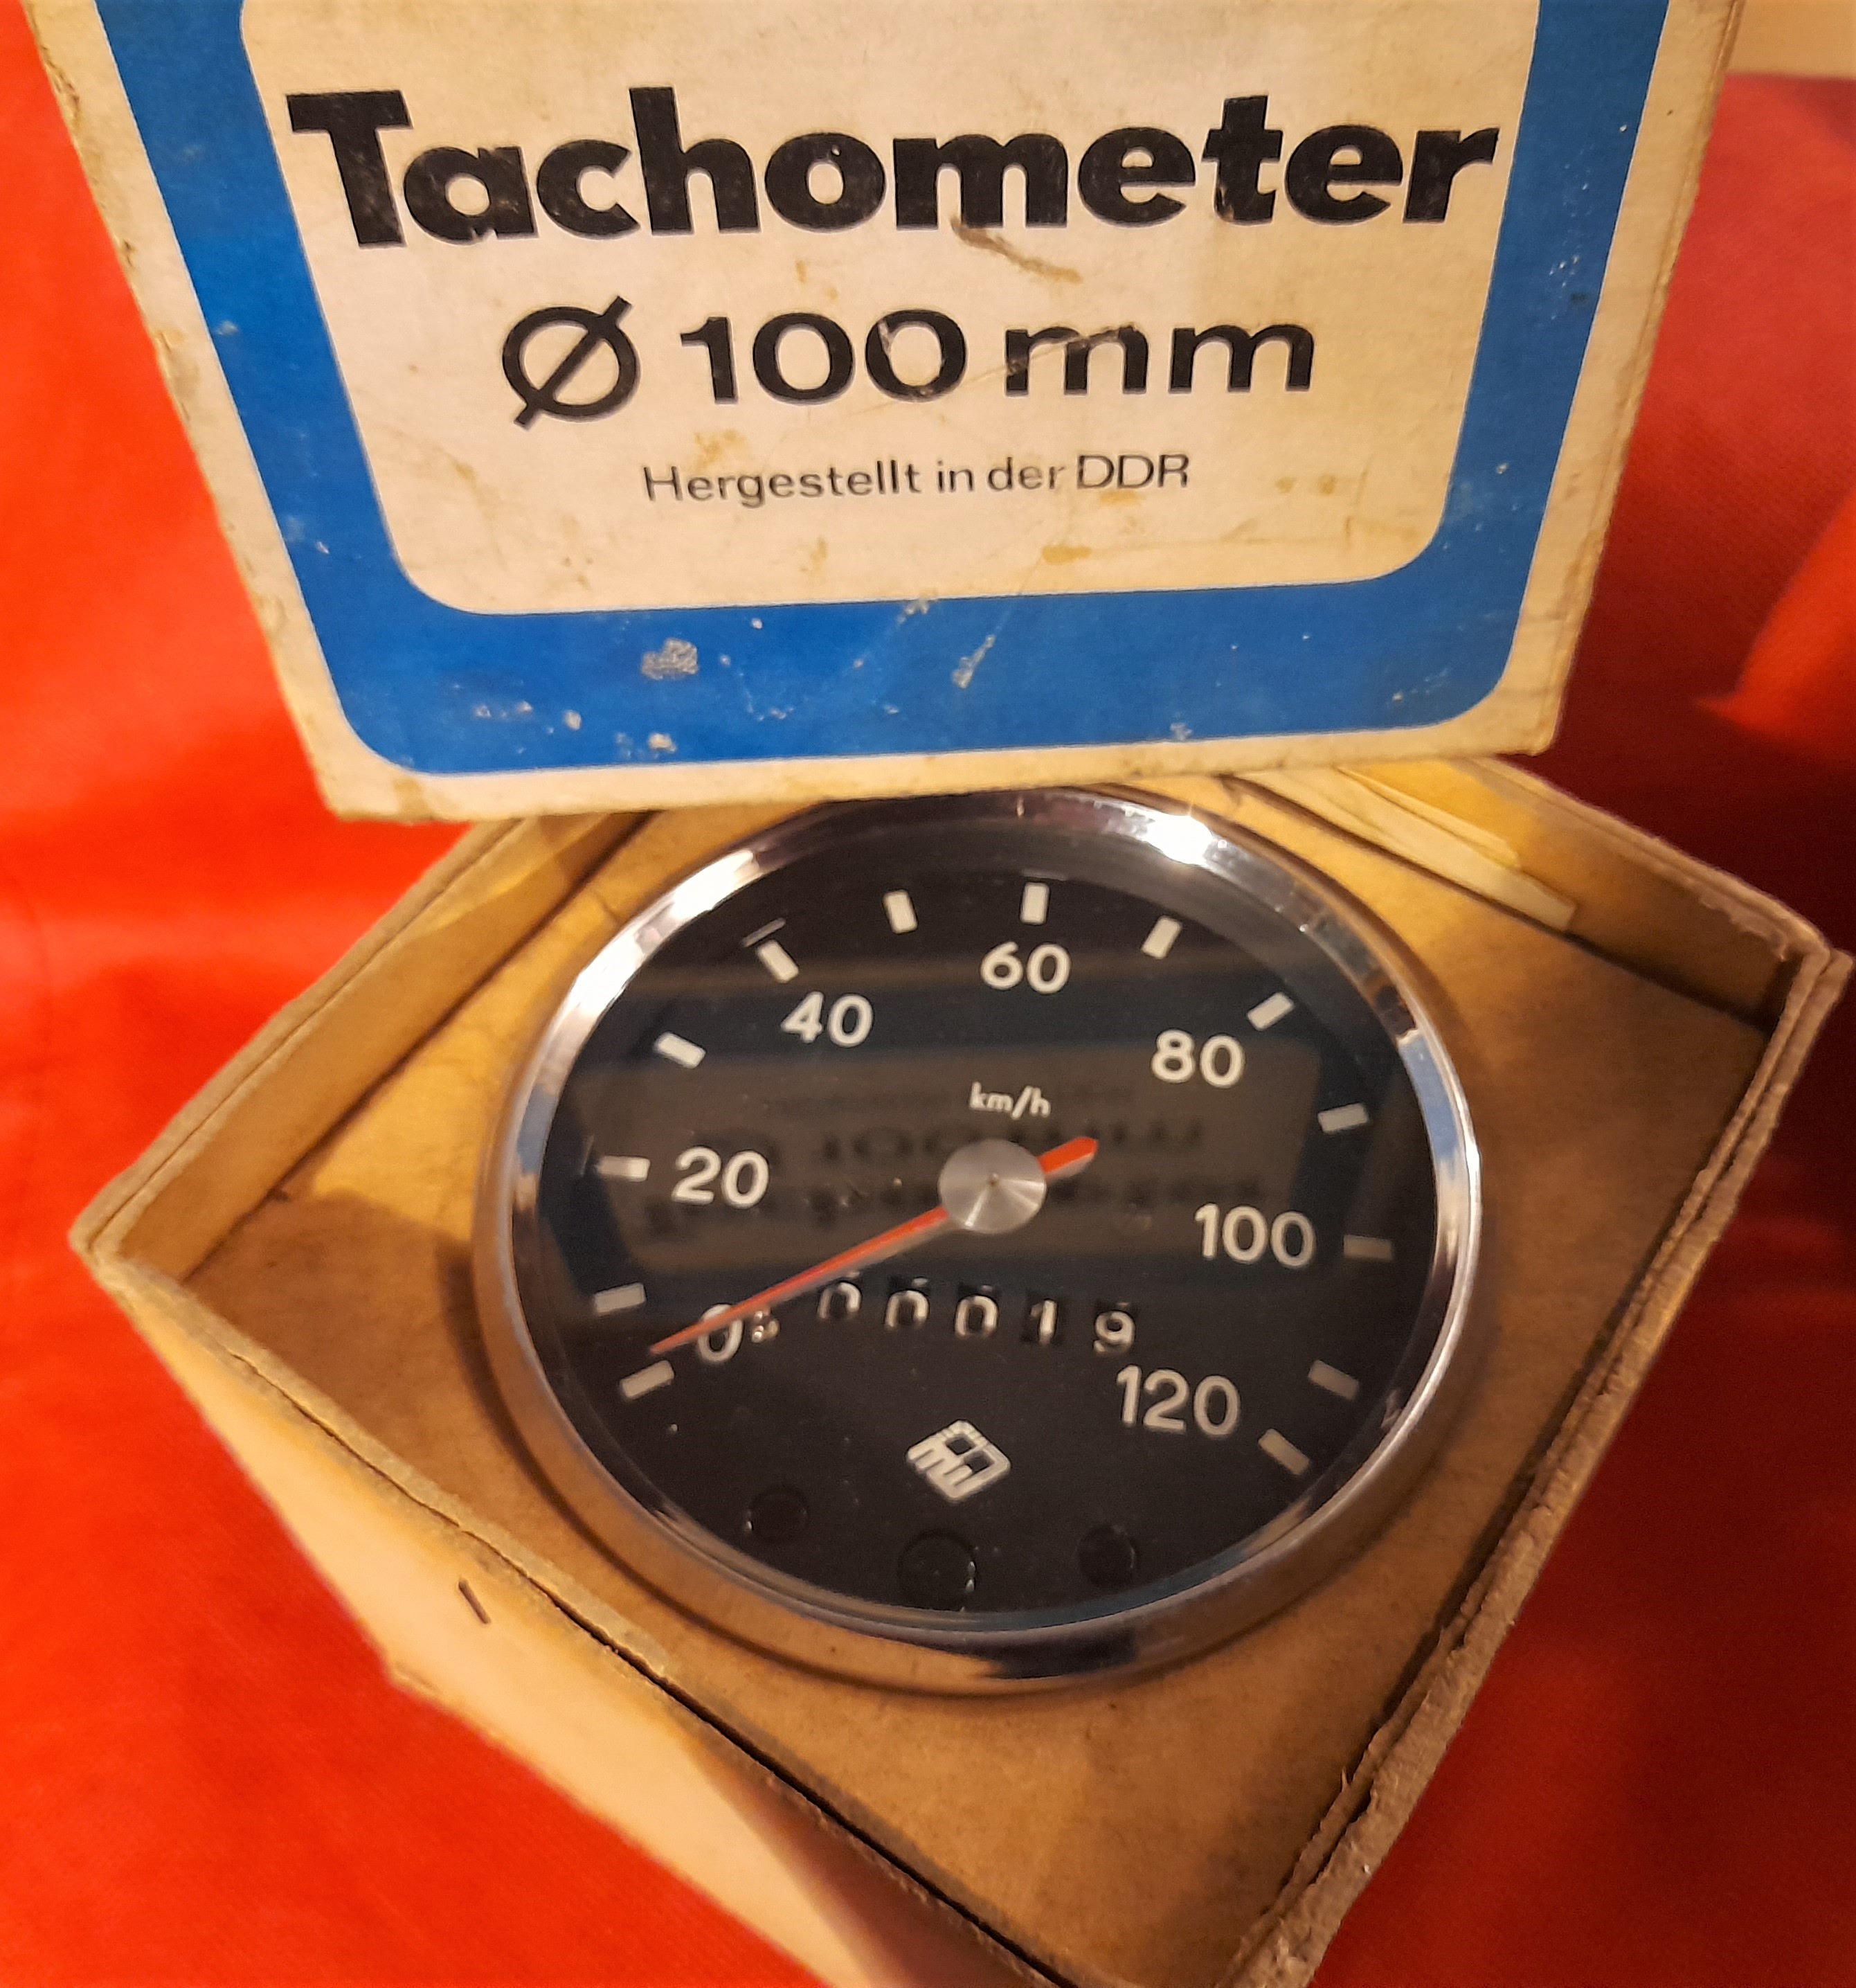 Tachometer
Ø 100 mm
Hergestellt in der DDR
60
40
80
km/h
20
100
0
00019
120